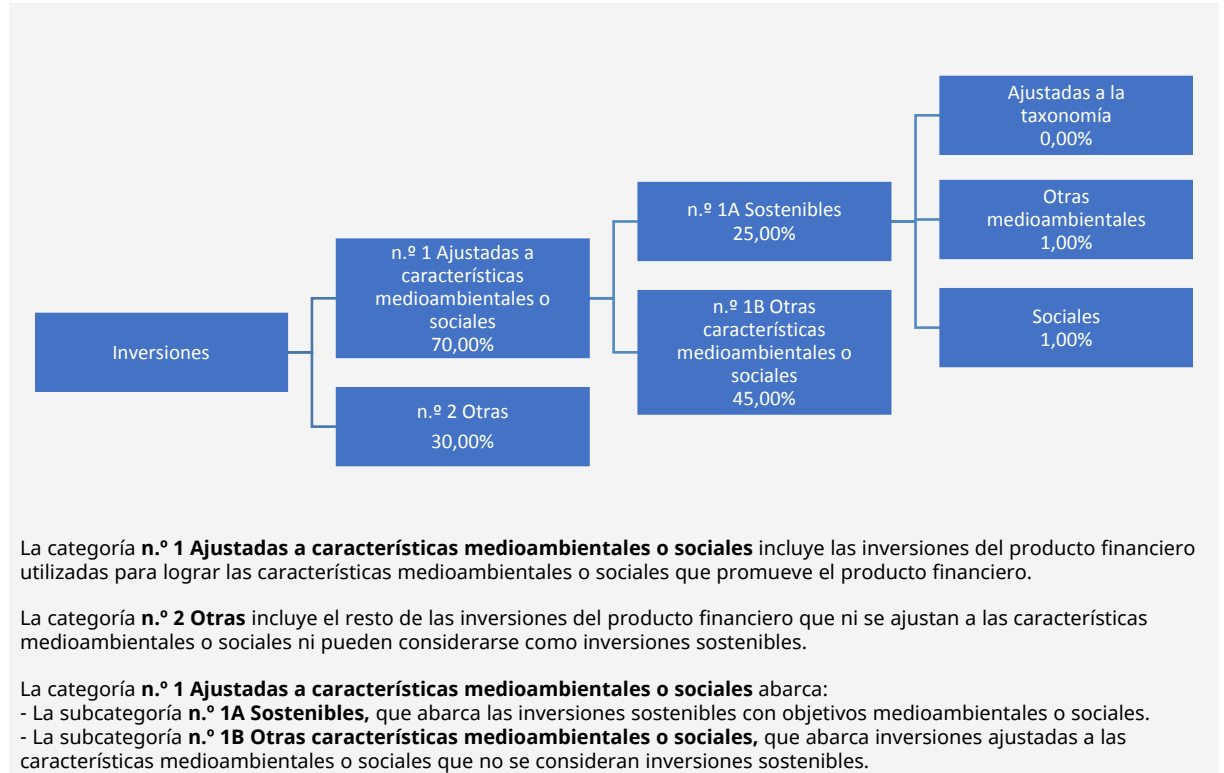 Inversiones
n.º 1 Ajustadas a
características
medioambientales o
sociales
70,00%
n.º 2 Otras
30,00%
n.º 1A Sostenibles
25,00%
n.º 1B Otras
características
medioambientales o
sociales
45,00%
Ajustadas a la
taxonomía
0,00%
Otras
medioambientales
1,00%
Sociales
1,00%
La categoría n.º 1 Ajustadas a características medioambientales o sociales incluye las inversiones del producto financiero
utilizadas para lograr las características medioambientales o sociales que promueve el producto financiero.
La categoría n.º 2 Otras incluye el resto de las inversiones del producto financiero que ni se ajustan a las características
medioambientales o sociales ni pueden considerarse como inversiones sostenibles.
La categoría n.º 1 Ajustadas a características medioambientales o sociales abarca:
- La subcategoría n.º 1A Sostenibles, que abarca las inversiones sostenibles con objetivos medioambientales o sociales.
- La subcategoría n.º 1B Otras características medioambientales o sociales, que abarca inversiones ajustadas a las
características medioambientales o sociales que no se consideran inversiones sostenibles.